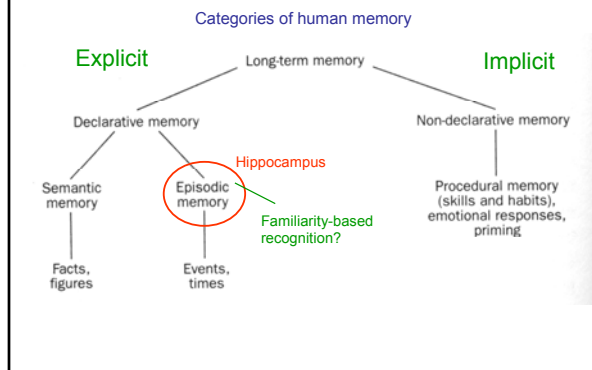 Categories of human memory
Explicit
Long-term memory
Implicit
Declarative memory
Non-declarative memory
Hippocampus
Semantic
memory
Episodic
memory
Familiarity-based
recognition?
Procedural memory
(skills and habits),
emotional responses,
priming
Facts,
figures
Events,
times